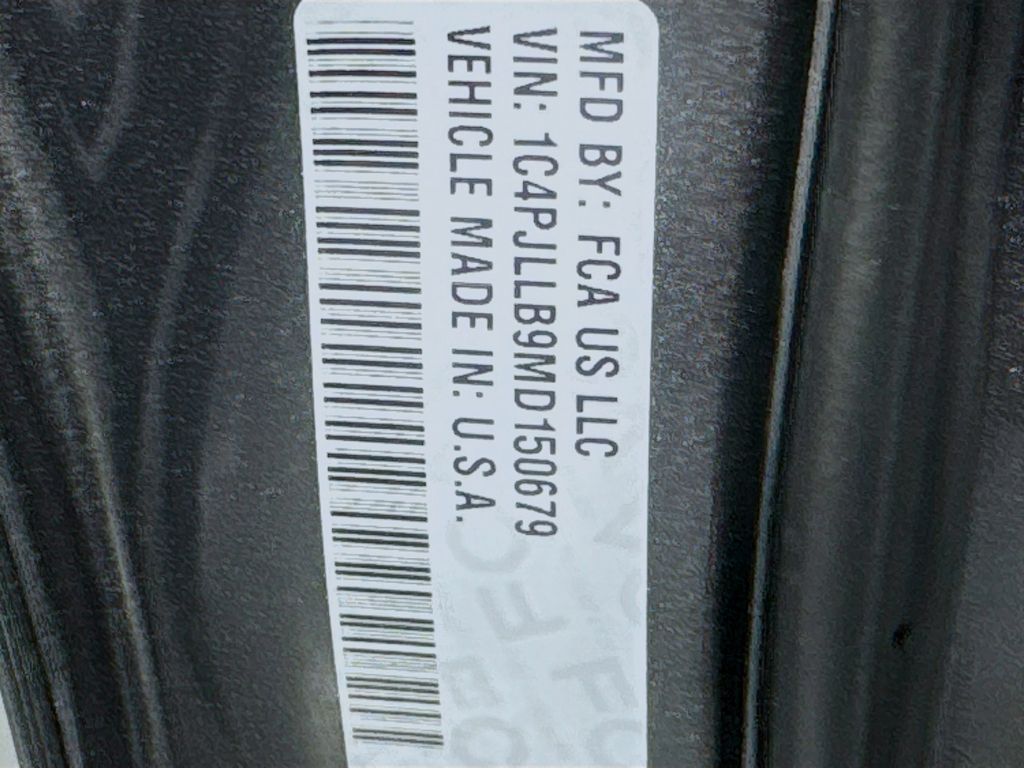 MFD BY: FCA US LLC
VIN: 1C4PJLLB9MD150679
VEHICLE MADE IN: U.S.A.